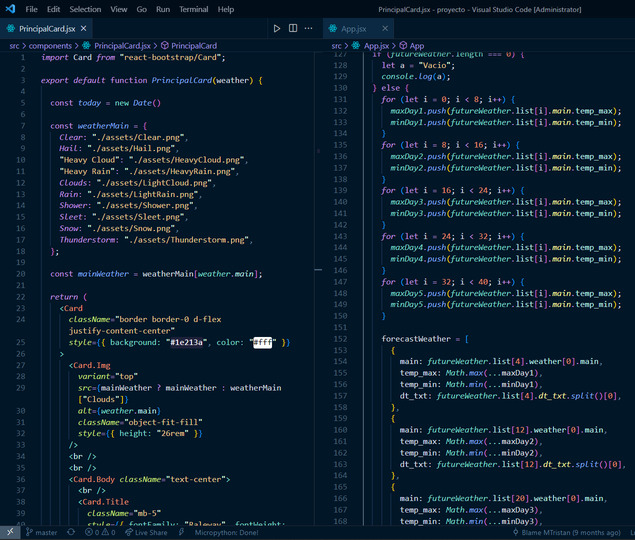 File Edit Selection View Go Run Terminal Help PrincipalCard.jsx - proyecto - Visual Studio Code [Administrator]
PrincipalCard.jsx
src > components > PrincipalCard.jsx > PrincipalCard
1 import Card from "react-bootstrap/Card";
2
3 export default function PrincipalCard(weather) {
4
5 const today = new Date()
6
7 const weatherMain = {
8 Clear: "./assets/Clear.png",
9 Hail: "./assets/Hail.png",
10 "Heavy Cloud": "./assets/HeavyCloud.png",
11 "Heavy Rain": "./assets/HeavyRain.png",
12 Clouds: "./assets/LightCloud.png",
13 Rain: "./assets/LightRain.png",
14 Shower: "./assets/Shower.png",
15 Sleet: "./assets/Sleet.png",
16 Snow: "./assets/Snow.png",
17 Thunderstorm: "./assets/Thunderstorm.png",
18 };
19
20 const mainWeather = weatherMain[weather.main];
21
22 return (
23 <Card
24 className="border border-0 d-flex
justify-content-center"
25 style={{ background: "#1e213a", color: "#fff" }}
26 >
27 <Card.Img
28 variant="top"
29 src={mainWeather ? mainWeather : weatherMain
["Clouds"]}
30 alt={weather.main}
31 className="object-fit-fill"
32 style={{ height: "26rem" }}
33 />
34 <br />
35 <br />
36 <Card.Body className="text-center">
37 <br />
38 <Card.Title
39 className="mb-5"
40 style={{ fontFamily: "Raleway", fontWeight:
App.jsx
src > App.jsx > App
127 if (futureWeather.length === 0) {
128 let a = "Vacio";
129 console.log(a);
130 } else {
131 for (let i = 0; i < 8; i++) {
132 maxDay1.push(futureWeather.list[i].main.temp_max);
133 minDay1.push(futureWeather.list[i].main.temp_min);
134 }
135 for (let i = 8; i < 16; i++) {
136 maxDay2.push(futureWeather.list[i].main.temp_max);
137 minDay2.push(futureWeather.list[i].main.temp_min);
138 }
139 for (let i = 16; i < 24; i++) {
140 maxDay3.push(futureWeather.list[i].main.temp_max);
141 minDay3.push(futureWeather.list[i].main.temp_min);
142 }
143 for (let i = 24; i < 32; i++) {
144 maxDay4.push(futureWeather.list[i].main.temp_max);
145 minDay4.push(futureWeather.list[i].main.temp_min);
146 }
147 for (let i = 32; i < 40; i++) {
148 maxDay5.push(futureWeather.list[i].main.temp_max);
149 minDay5.push(futureWeather.list[i].main.temp_min);
150 }
151
152 forecastWeather = [
153 {
154 main: futureWeather.list[4].weather[0].main,
155 temp_max: Math.max(...maxDay1),
156 temp_min: Math.min(...minDay1),
157 dt_txt: futureWeather.list[4].dt_txt.split()[0],
158 },
159 {
160 main: futureWeather.list[12].weather[0].main,
161 temp_max: Math.max(...maxDay2),
162 temp_min: Math.min(...minDay2),
163 dt_txt: futureWeather.list[12].dt_txt.split()[0],
164 },
165 {
166 main: futureWeather.list[20].weather[0].main,
167 temp_max: Math.max(...maxDay3),
168 temp_min: Math.min(...minDay3),
master 0 0 Live Share Micropython: Done! Blame MTristan (9 months ago)